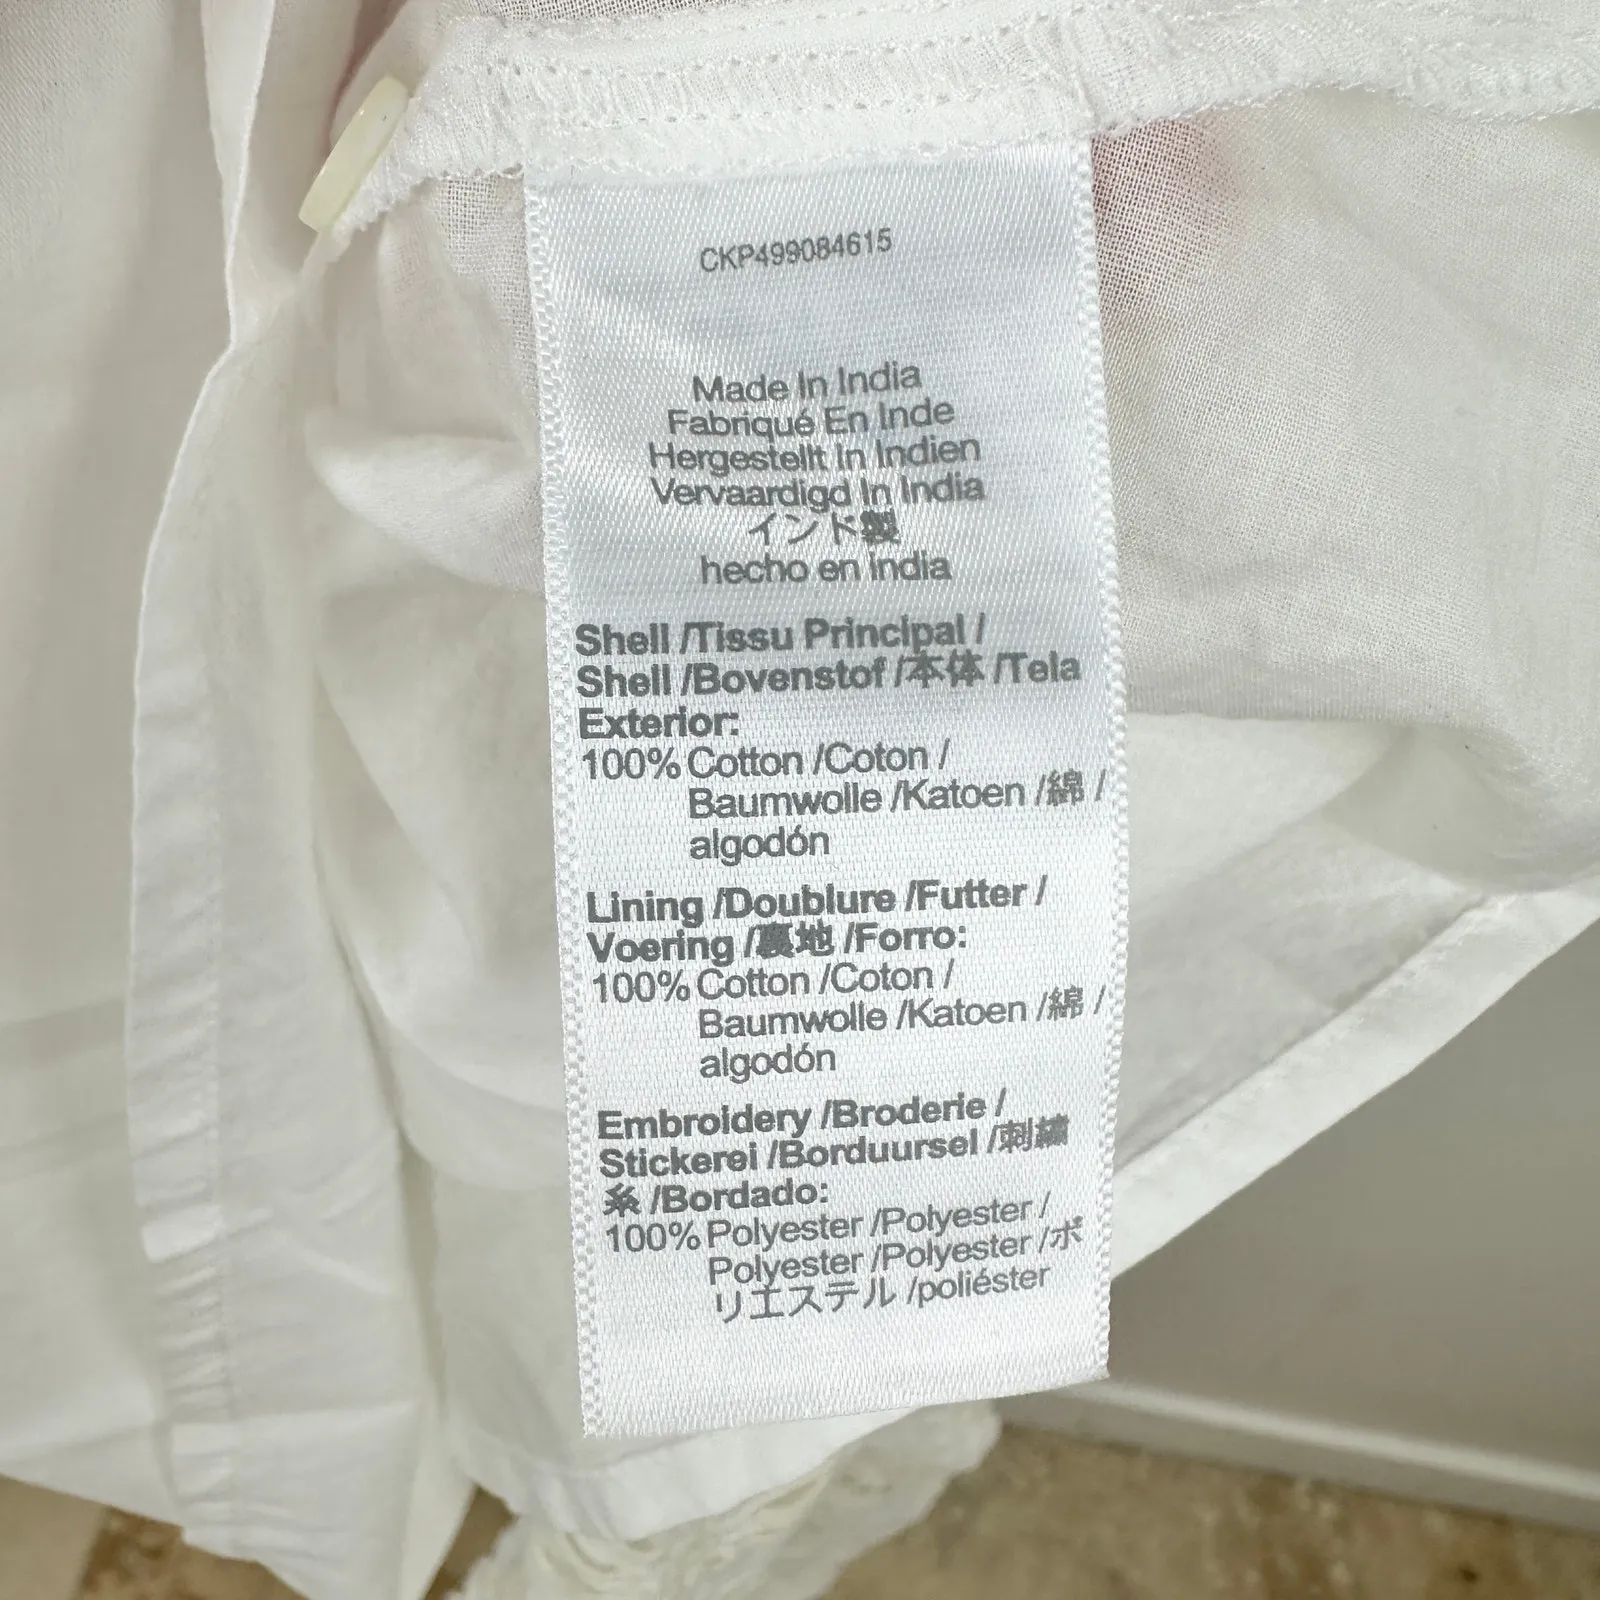 CKP499084615
Made In India
Fabriqué En Inde
Hergestellt In Indien
Vervaardigd In India
インド製
hecho en india
Shell /Tissu Principal /
Shell /Bovenstof /本体 /Tela
Exterior:
100% Cotton /Coton /
Baumwolle /Katoen /綿 /
algodón
Lining /Doublure /Futter /
Voering /裏地 /Forro:
100% Cotton /Coton /
Baumwolle /Katoen /綿 /
algodón
Embroidery /Broderie /
Stickerei /Borduursel /刺繍
糸 /Bordado:
100% Polyester /Polyester /
Polyester /Polyester /ポ
リエステル /poliéster